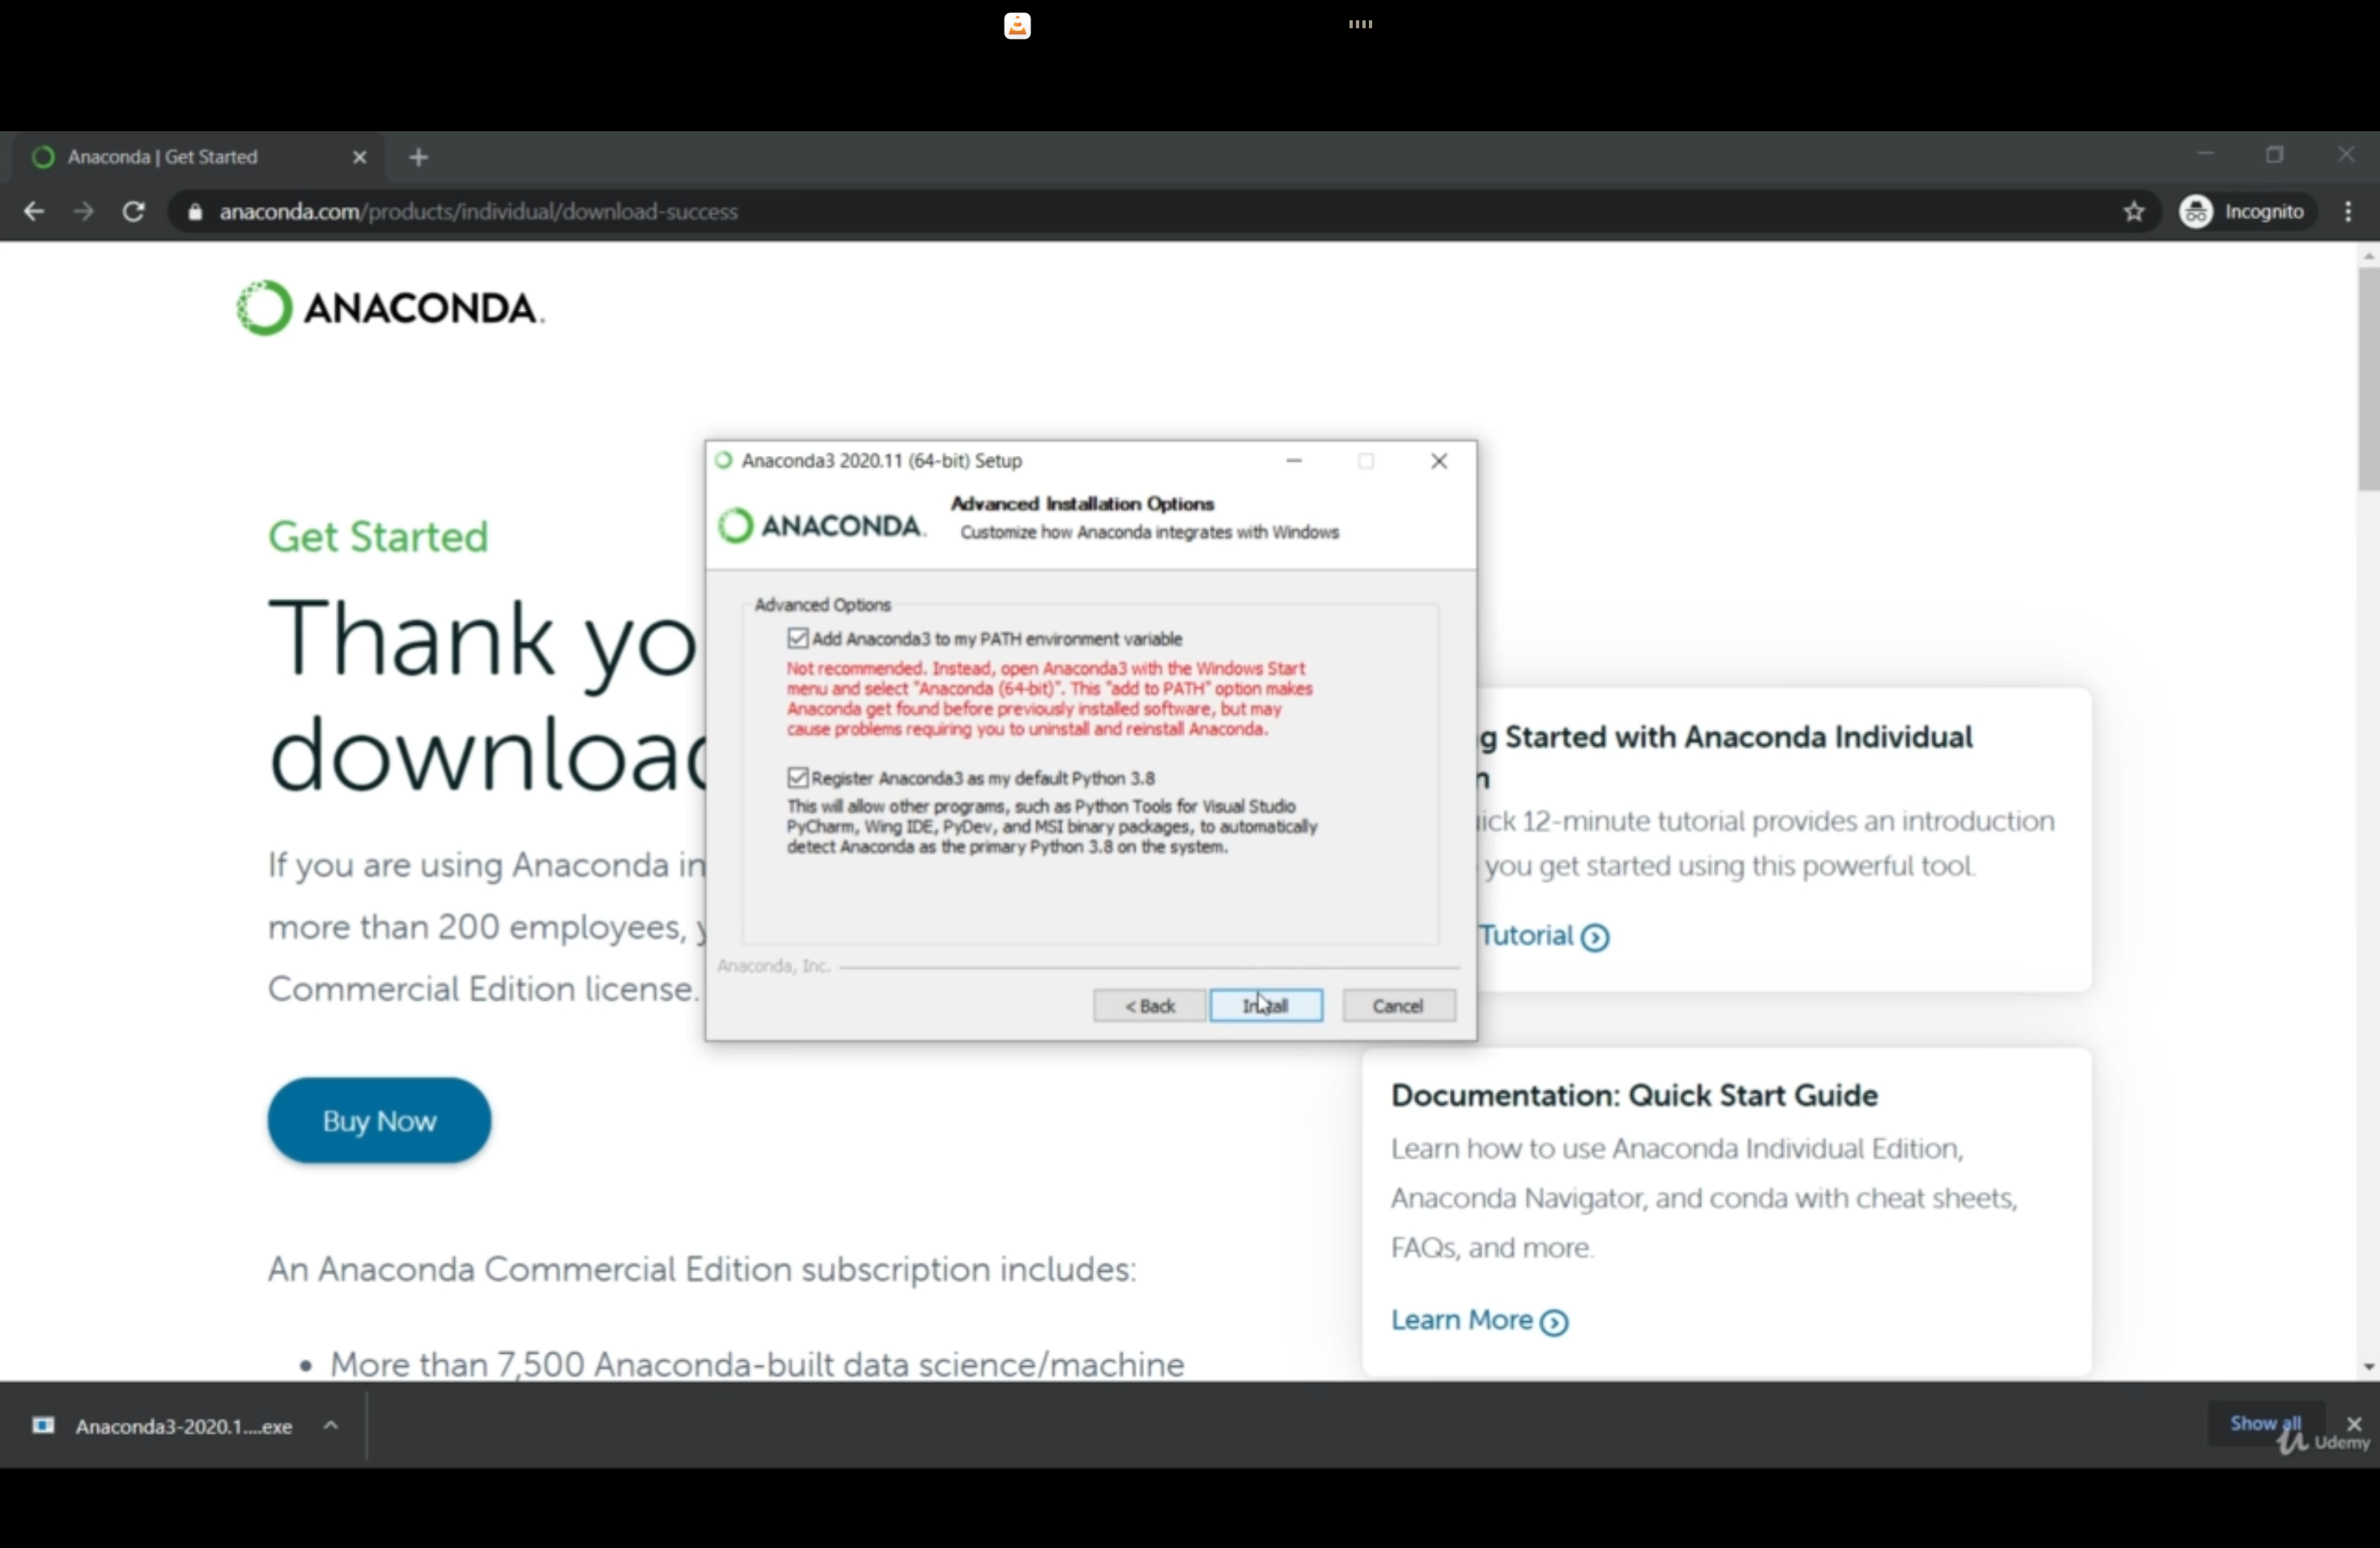 Anaconda | Get Started
anaconda.com/products/individual/download-success
Incognito
ANACONDA.
Get Started
Thank yo
download
If you are using Anaconda in
more than 200 employees, y
Commercial Edition license.
Buy Now
An Anaconda Commercial Edition subscription includes:
• More than 7,500 Anaconda-built data science/machine
Anaconda3 2020.11 (64-bit) Setup
ANACONDA.
Advanced Installation Options
Customize how Anaconda integrates with Windows
Advanced Options
Add Anaconda3 to my PATH environment variable
Not recommended. Instead, open Anaconda3 with the Windows Start
menu and select "Anaconda (64-bit)". This "add to PATH" option makes
Anaconda get found before previously installed software, but may
cause problems requiring you to uninstall and reinstall Anaconda.
Register Anaconda3 as my default Python 3.8
This will allow other programs, such as Python Tools for Visual Studio
PyCharm, Wing IDE, PyDev, and MSI binary packages, to automatically
detect Anaconda as the primary Python 3.8 on the system.
Anaconda, Inc.
< Back
Install
Cancel
g Started with Anaconda Individual
n
ick 12-minute tutorial provides an introduction
you get started using this powerful tool.
Tutorial
Documentation: Quick Start Guide
Learn how to use Anaconda Individual Edition,
Anaconda Navigator, and conda with cheat sheets,
FAQs, and more.
Learn More
Anaconda3-2020.1....exe
Show all
Udemy